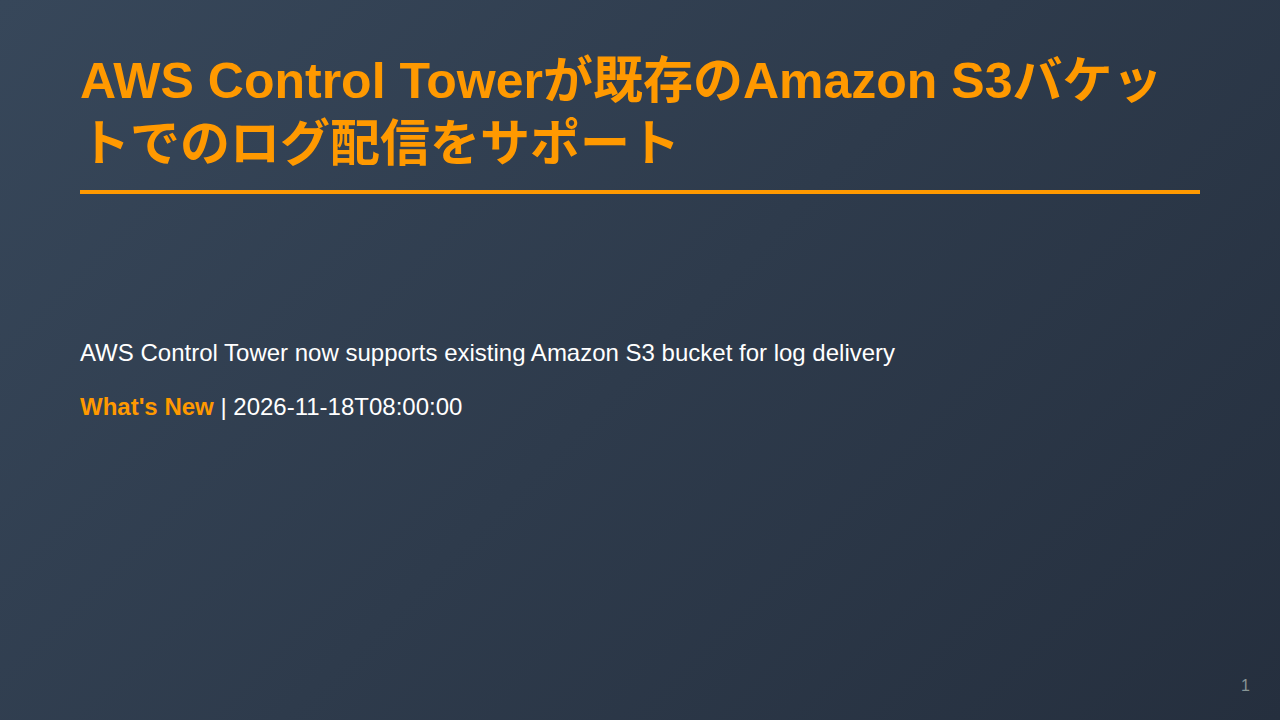 AWS Control Towerが既存のAmazon S3バケッ
トでのログ配信をサポート
AWS Control Tower now supports existing Amazon S3 bucket for log delivery
What's New | 2026-11-18T08:00:00
1